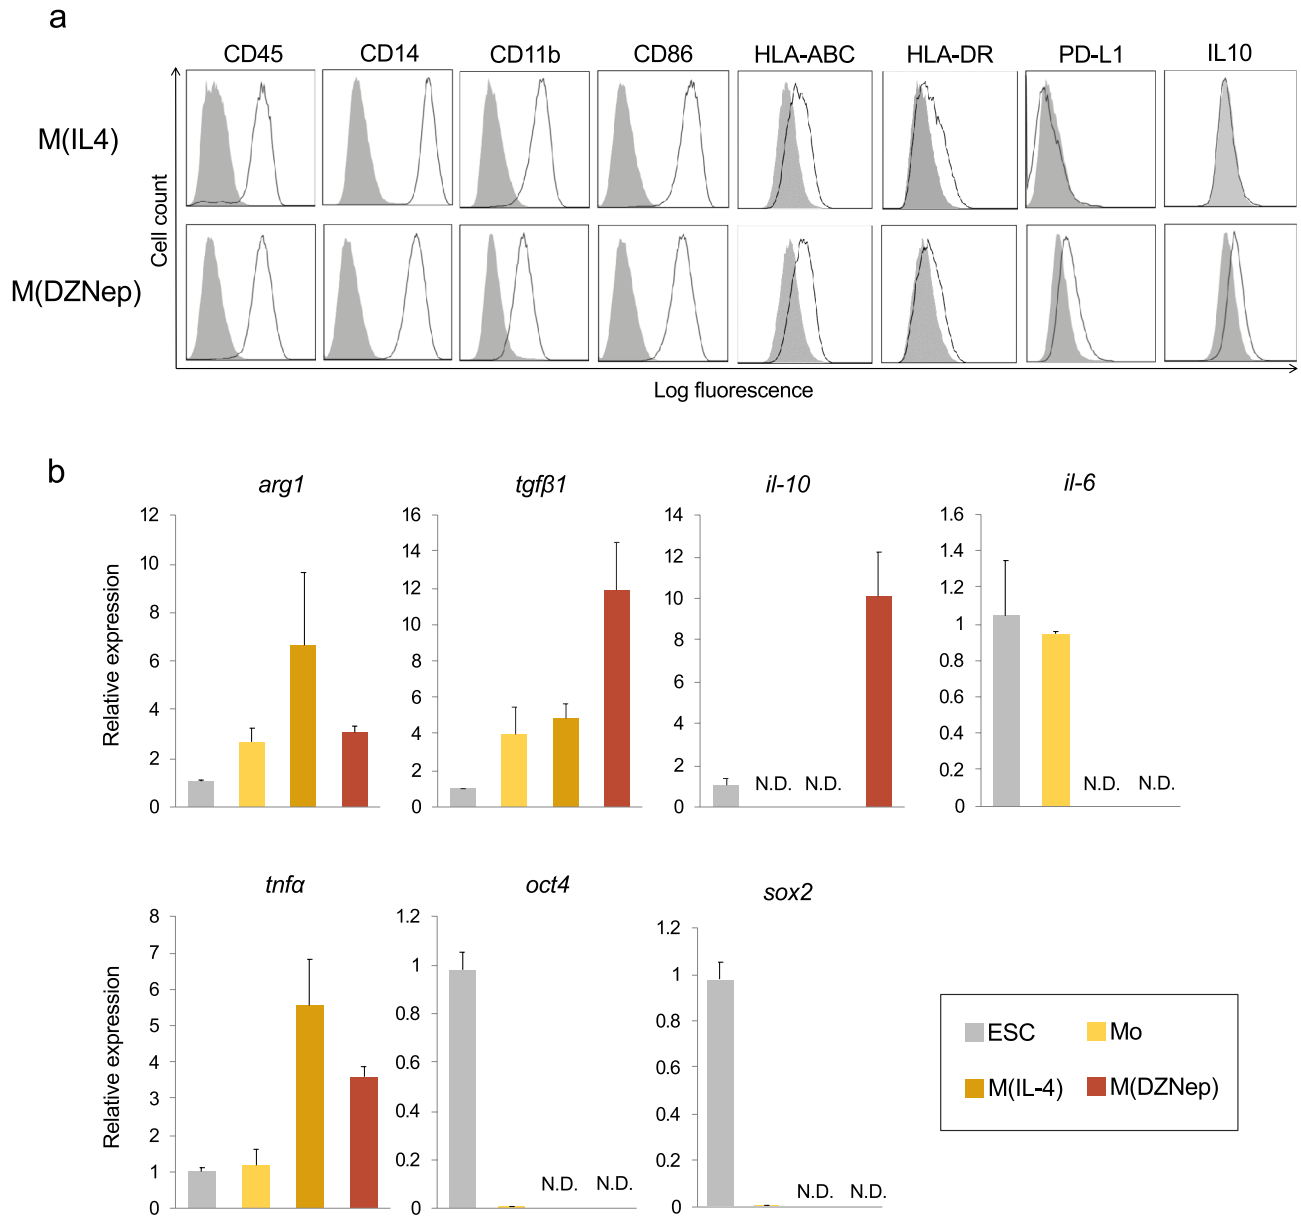 a
CD45 CD14 CD11b CD86 HLA-ABC HLA-DR PD-L1 IL10
M(IL4)
M(DZNep)
Cell count
Log fluorescence
b
arg1 tgfβ1 il-10 il-6
Relative expression
12 10 8 6 4 2 0
16 14 12 10 8 6 4 2 0
14 12 10 8 6 4 2 0
N.D. N.D.
1.6 1.4 1.2 1 0.8 0.6 0.4 0.2 0
N.D. N.D.
tnfα oct4 sox2
Relative expression
8 7 6 5 4 3 2 1 0
1.2 1 0.8 0.6 0.4 0.2 0
N.D. N.D.
1.2 1 0.8 0.6 0.4 0.2 0
N.D. N.D.
ESC Mo
M(IL-4) M(DZNep)